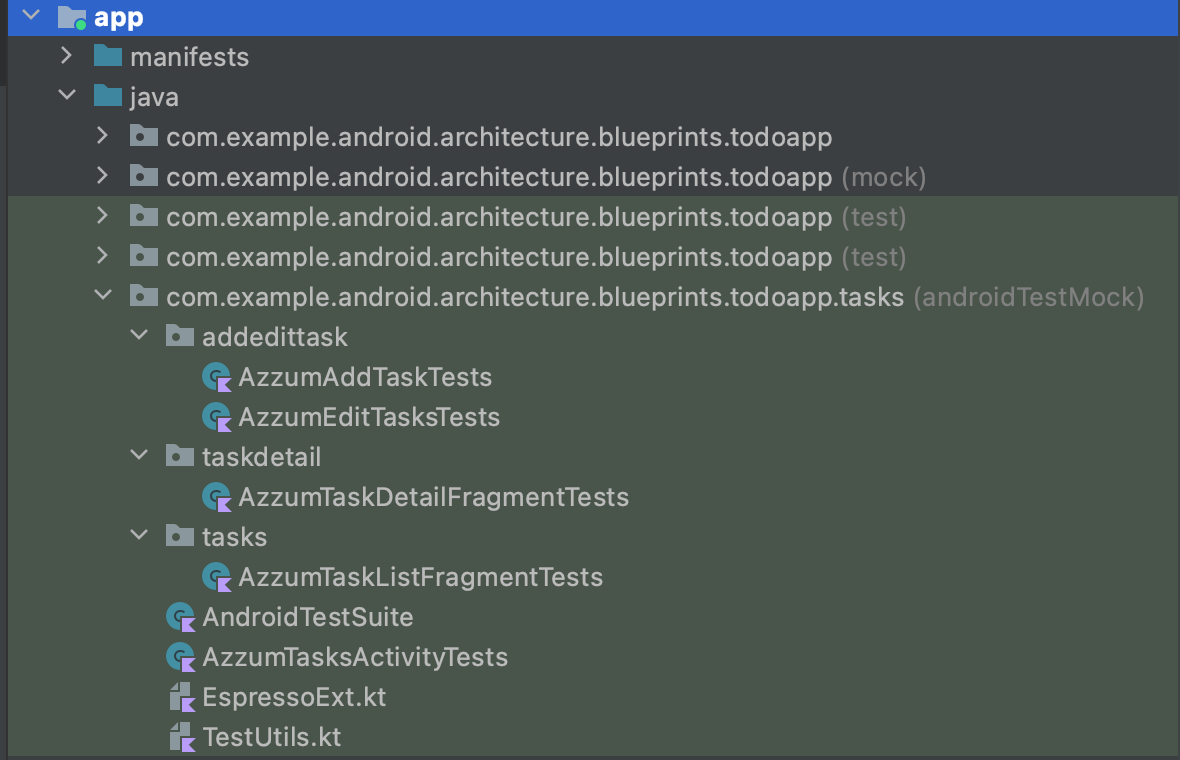 app
manifests
java
com.example.android.architecture.blueprints.todoapp
com.example.android.architecture.blueprints.todoapp (mock)
com.example.android.architecture.blueprints.todoapp (test)
com.example.android.architecture.blueprints.todoapp (test)
com.example.android.architecture.blueprints.todoapp.tasks (androidTestMock)
addedittask
AzzumAddTaskTests
AzzumEditTasksTests
taskdetail
AzzumTaskDetailFragmentTests
tasks
AzzumTaskListFragmentTests
AndroidTestSuite
AzzumTasksActivityTests
EspressoExt.kt
TestUtils.kt